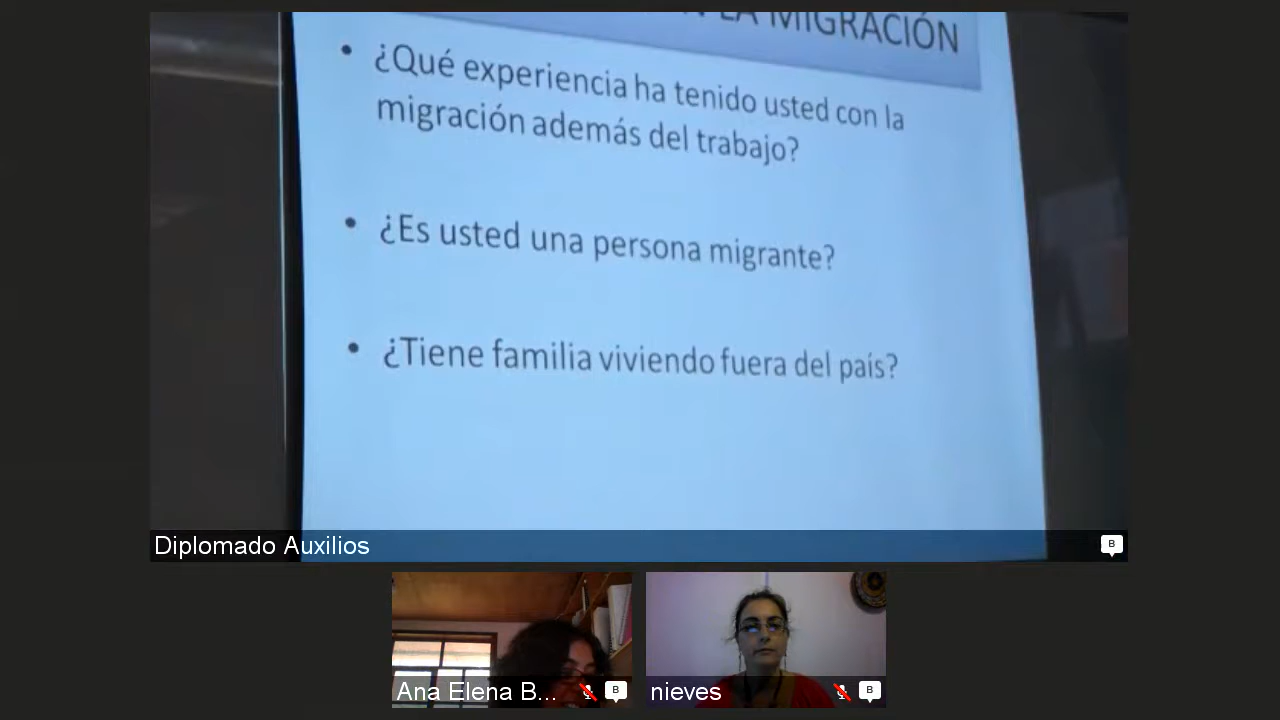 LA MIGRACIÓN
• ¿Qué experiencia ha tenido usted con la
migración además del trabajo?
• ¿Es usted una persona migrante?
• ¿Tiene familia viviendo fuera del país?
Diplomado Auxilios
B
Ana Elena B...
B
nieves
B